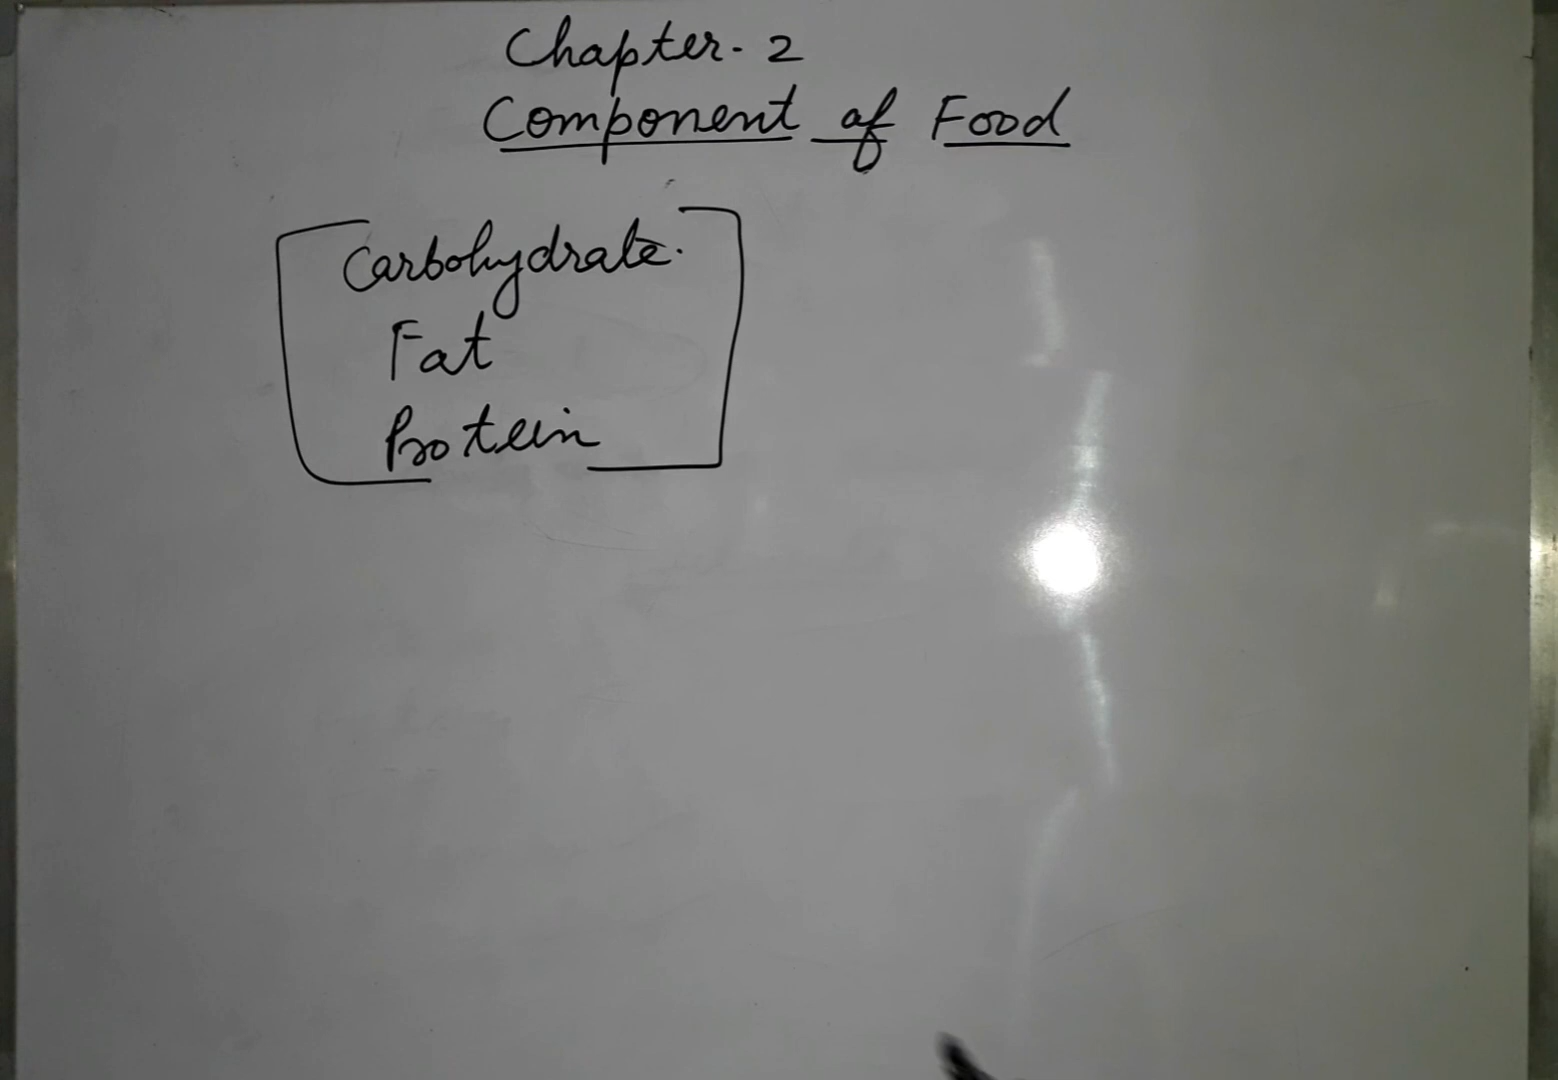 Chapter - 2
Component of Food
Carbohydrate.
Fat
Protein